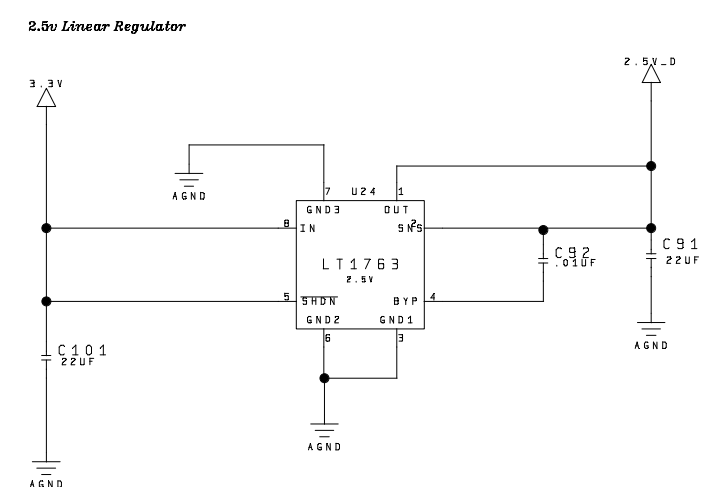 2.5v Linear Regulator
2.5V_D
3.3V
AGND
7 U24 1
GND3 OUT
8 IN SNS 2
C92 C91
.01UF 22UF
LT1763
2.5V
5 SHDN BYP 4
GND2 GND1
6 3
AGND
C101
22UF
AGND
AGND